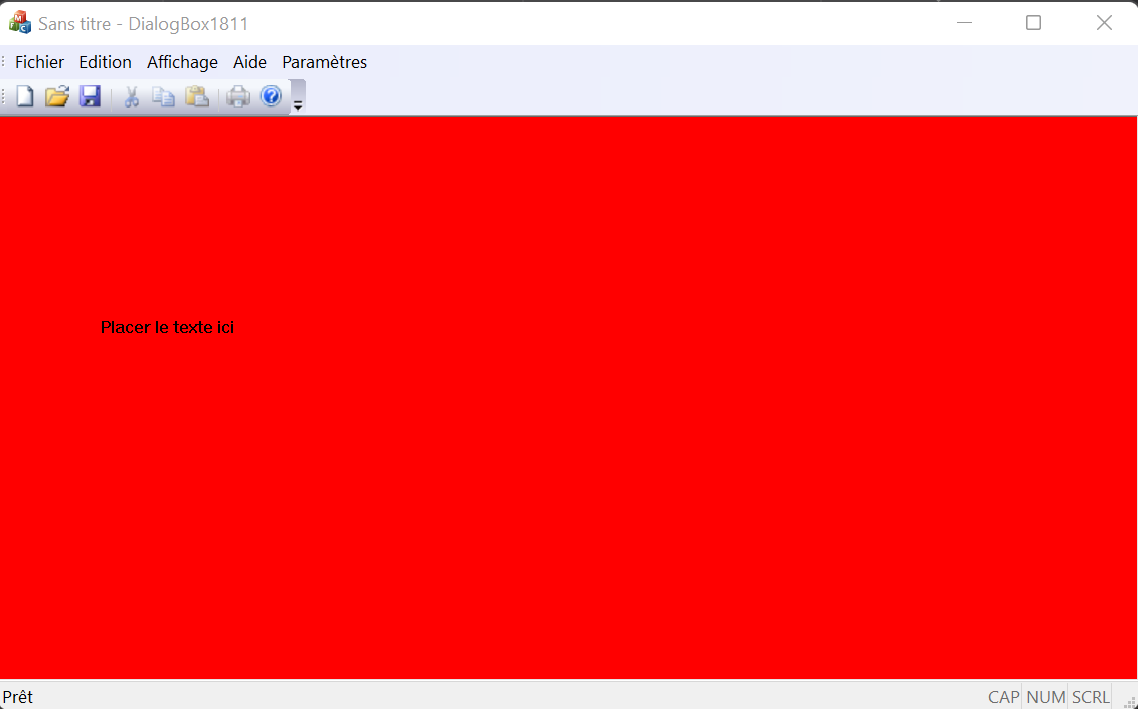 Sans titre - DialogBox1811
Fichier Edition Affichage Aide Paramètres
Placer le texte ici
Prêt CAP NUM SCRL